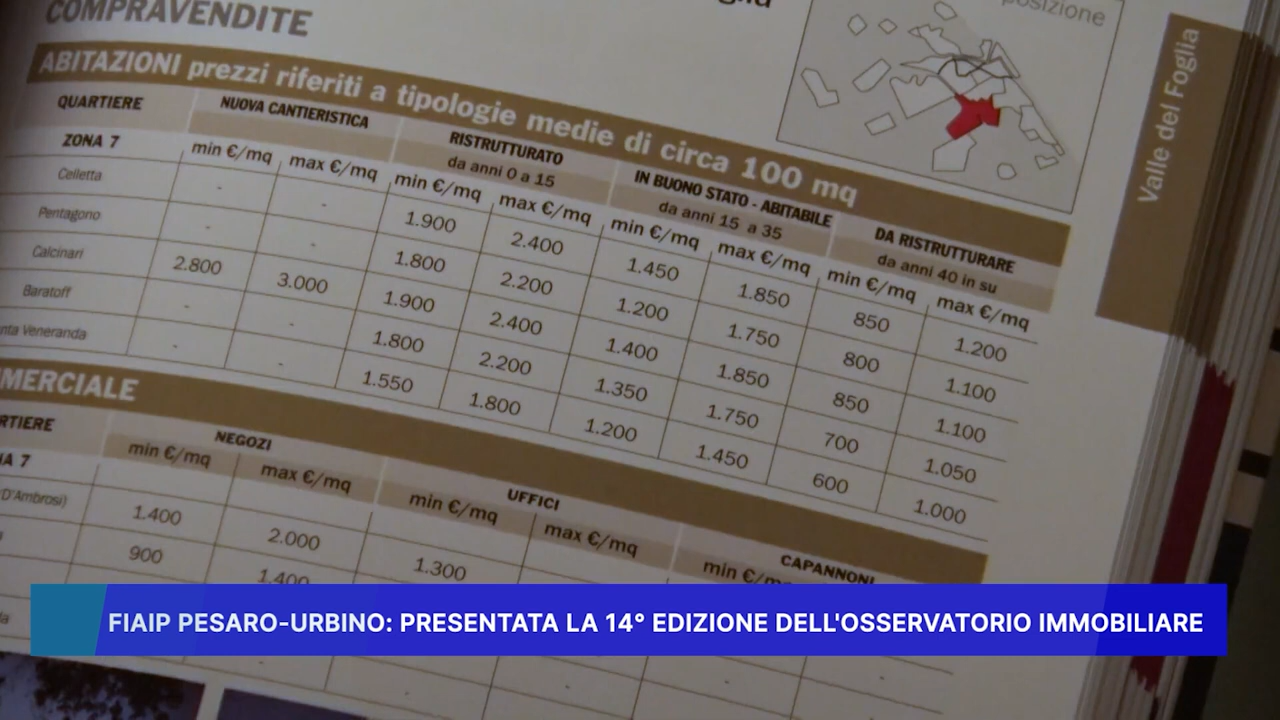 COMPRAVENDITE
posizione
Valle del Foglia
ABITAZIONI prezzi riferiti a tipologie medie di circa 100 mq
QUARTIERE NUOVA CANTIERISTICA RISTRUTTURATO da anni 0 a 15 IN BUONO STATO - ABITABILE da anni 15 a 35 DA RISTRUTTURARE da anni 40 in su
ZONA 7 min €/mq max €/mq min €/mq max €/mq min €/mq max €/mq min €/mq max €/mq
Celletta - - 1.900 2.400 1.450 1.850 850 1.200
Pentagono - - 1.800 2.200 1.200 1.750 800 1.100
Calcinari 2.800 3.000 1.900 2.400 1.400 1.850 850 1.100
Baratoff - - 1.800 2.200 1.350 1.750 700 1.050
nta Veneranda - - 1.550 1.800 1.200 1.450 600 1.000
MERCIALE
RTIERE NEGOZI UFFICI CAPANNONI
A 7 min €/mq max €/mq min €/mq max €/mq min €/mq
D'Ambrosi) 1.400 2.000 1.300
900 1.400
FIAIP PESARO-URBINO: PRESENTATA LA 14° EDIZIONE DELL'OSSERVATORIO IMMOBILIARE